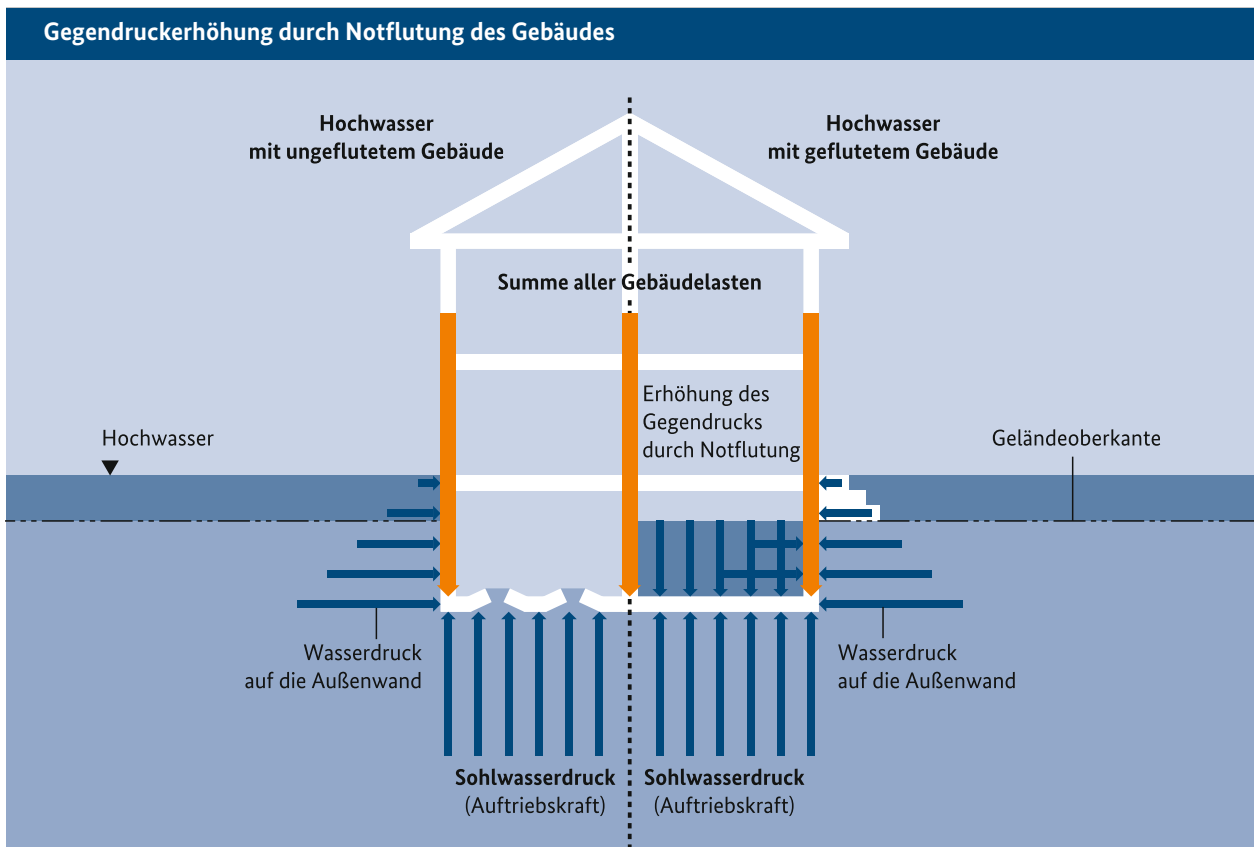 Gegendruckerhöhung durch Notflutung des Gebäudes
Hochwasser
mit ungeflutetem Gebäude
Hochwasser
mit geflutetem Gebäude
Summe aller Gebäudelasten
Erhöhung des
Gegendrucks
durch Notflutung
Hochwasser
Geländeoberkante
Wasserdruck
auf die Außenwand
Wasserdruck
auf die Außenwand
Sohlwasserdruck
(Auftriebskraft)
Sohlwasserdruck
(Auftriebskraft)